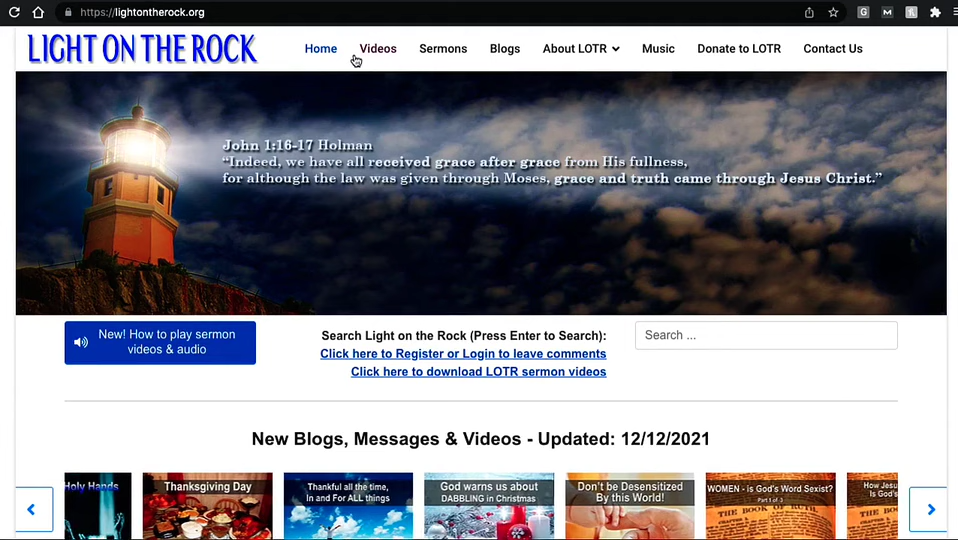 https://lightontherock.org
G
M
LIGHT ON THE ROCK
Home
Videos
Sermons
Blogs
About LOTR
Music
Donate to LOTR
Contact Us
John 1:16-17 Holman
“Indeed, we have all received grace after grace from His fullness,
for although the law was given through Moses, grace and truth came through Jesus Christ.”
New! How to play sermon
videos & audio
Search Light on the Rock (Press Enter to Search):
Click here to Register or Login to leave comments
Click here to download LOTR sermon videos
Search ...
New Blogs, Messages & Videos - Updated: 12/12/2021
Holy Hands
Thanksgiving Day
Thankful all the time,
In and For ALL things
God warns us about
DABBLING in Christmas
Don't be Desensitized
By this World!
WOMEN - is God's Word Sexist?
Part 1 of 3
THE BOOK OF RUTH
How Jesu
Is God's